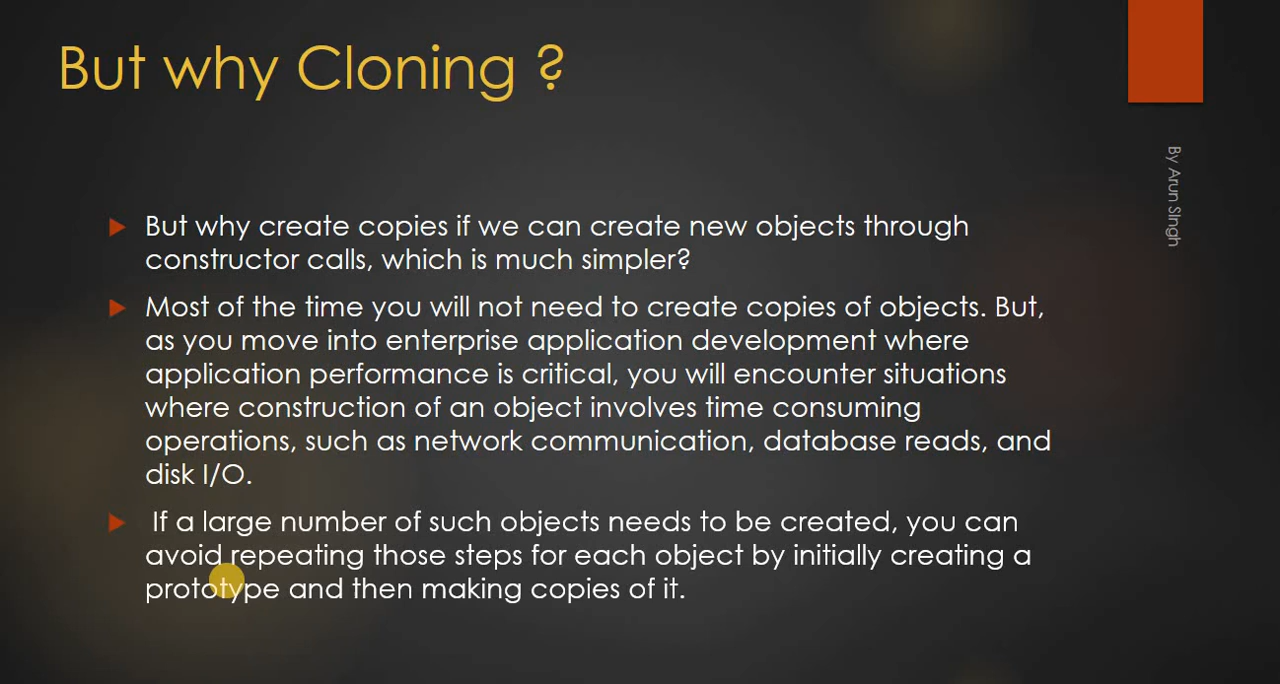 But why Cloning ?
By Arun SIngh
But why create copies if we can create new objects through
constructor calls, which is much simpler?
Most of the time you will not need to create copies of objects. But,
as you move into enterprise application development where
application performance is critical, you will encounter situations
where construction of an object involves time consuming
operations, such as network communication, database reads, and
disk I/O.
If a large number of such objects needs to be created, you can
avoid repeating those steps for each object by initially creating a
prototype and then making copies of it.